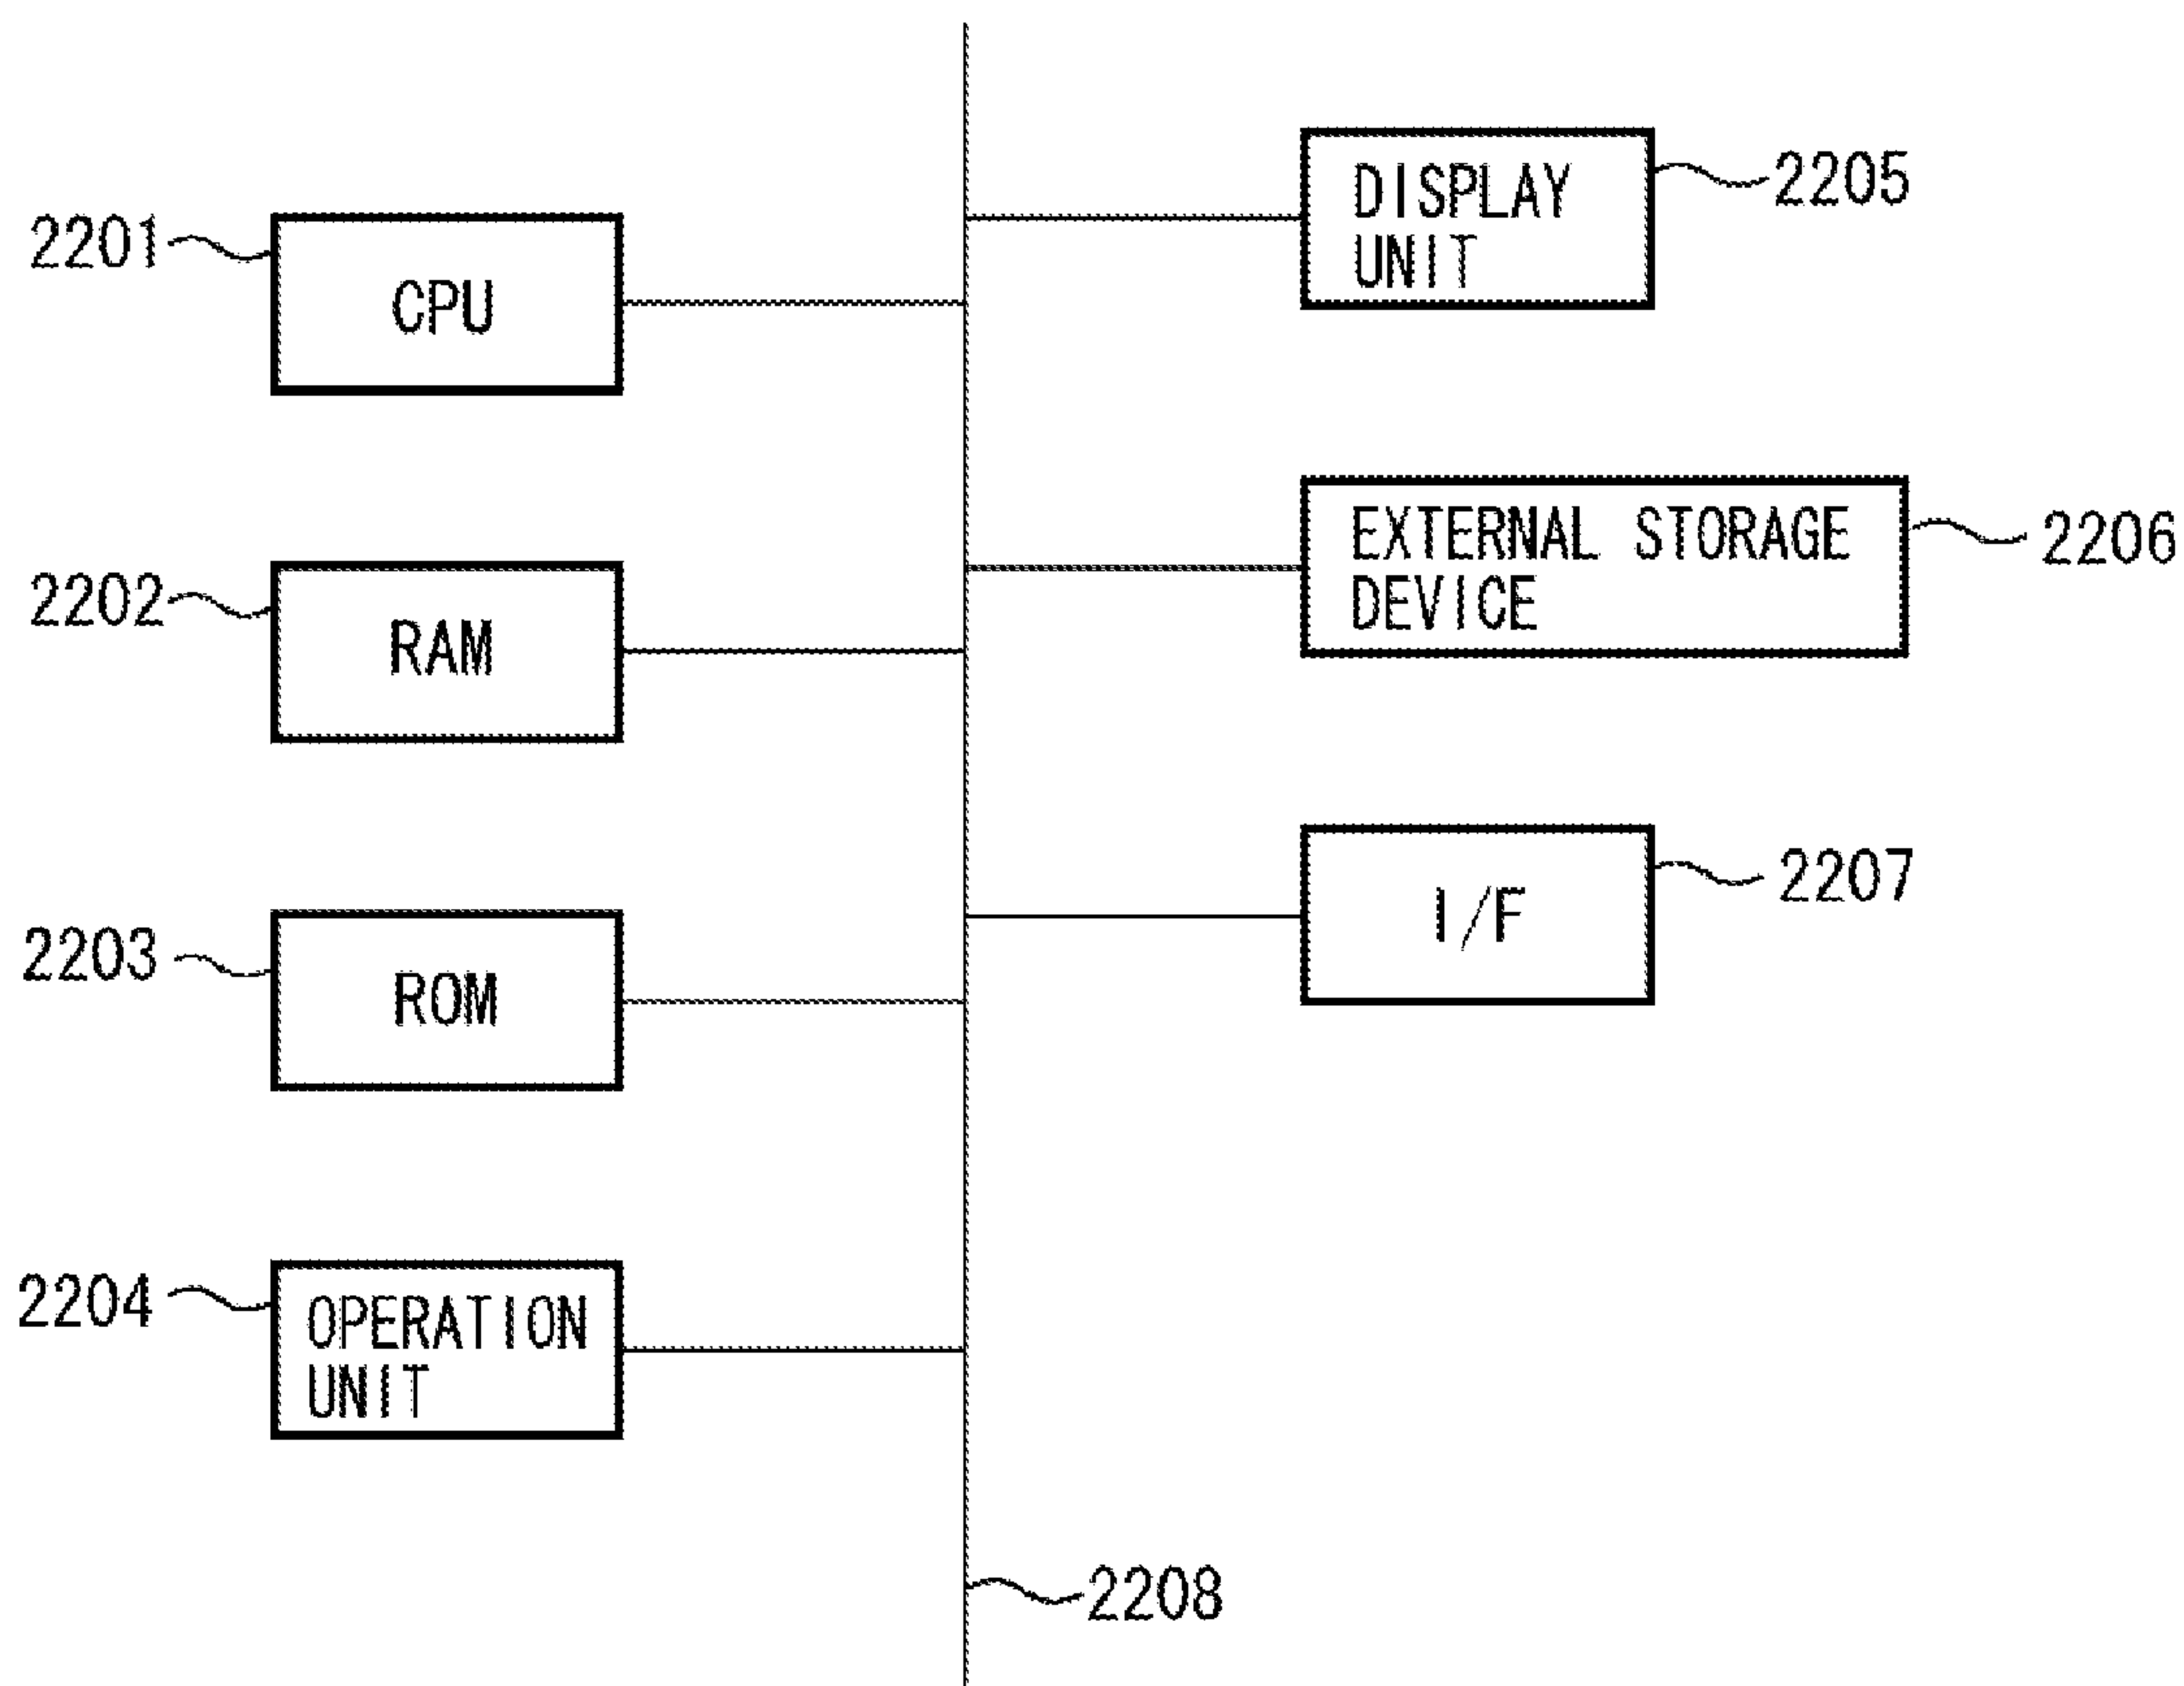 2201
CPU
2202
RAM
2203
ROM
2204
OPERATION
UNIT
DISPLAY
UNIT
2205
EXTERNAL STORAGE
DEVICE
2206
I/F
2207
2208